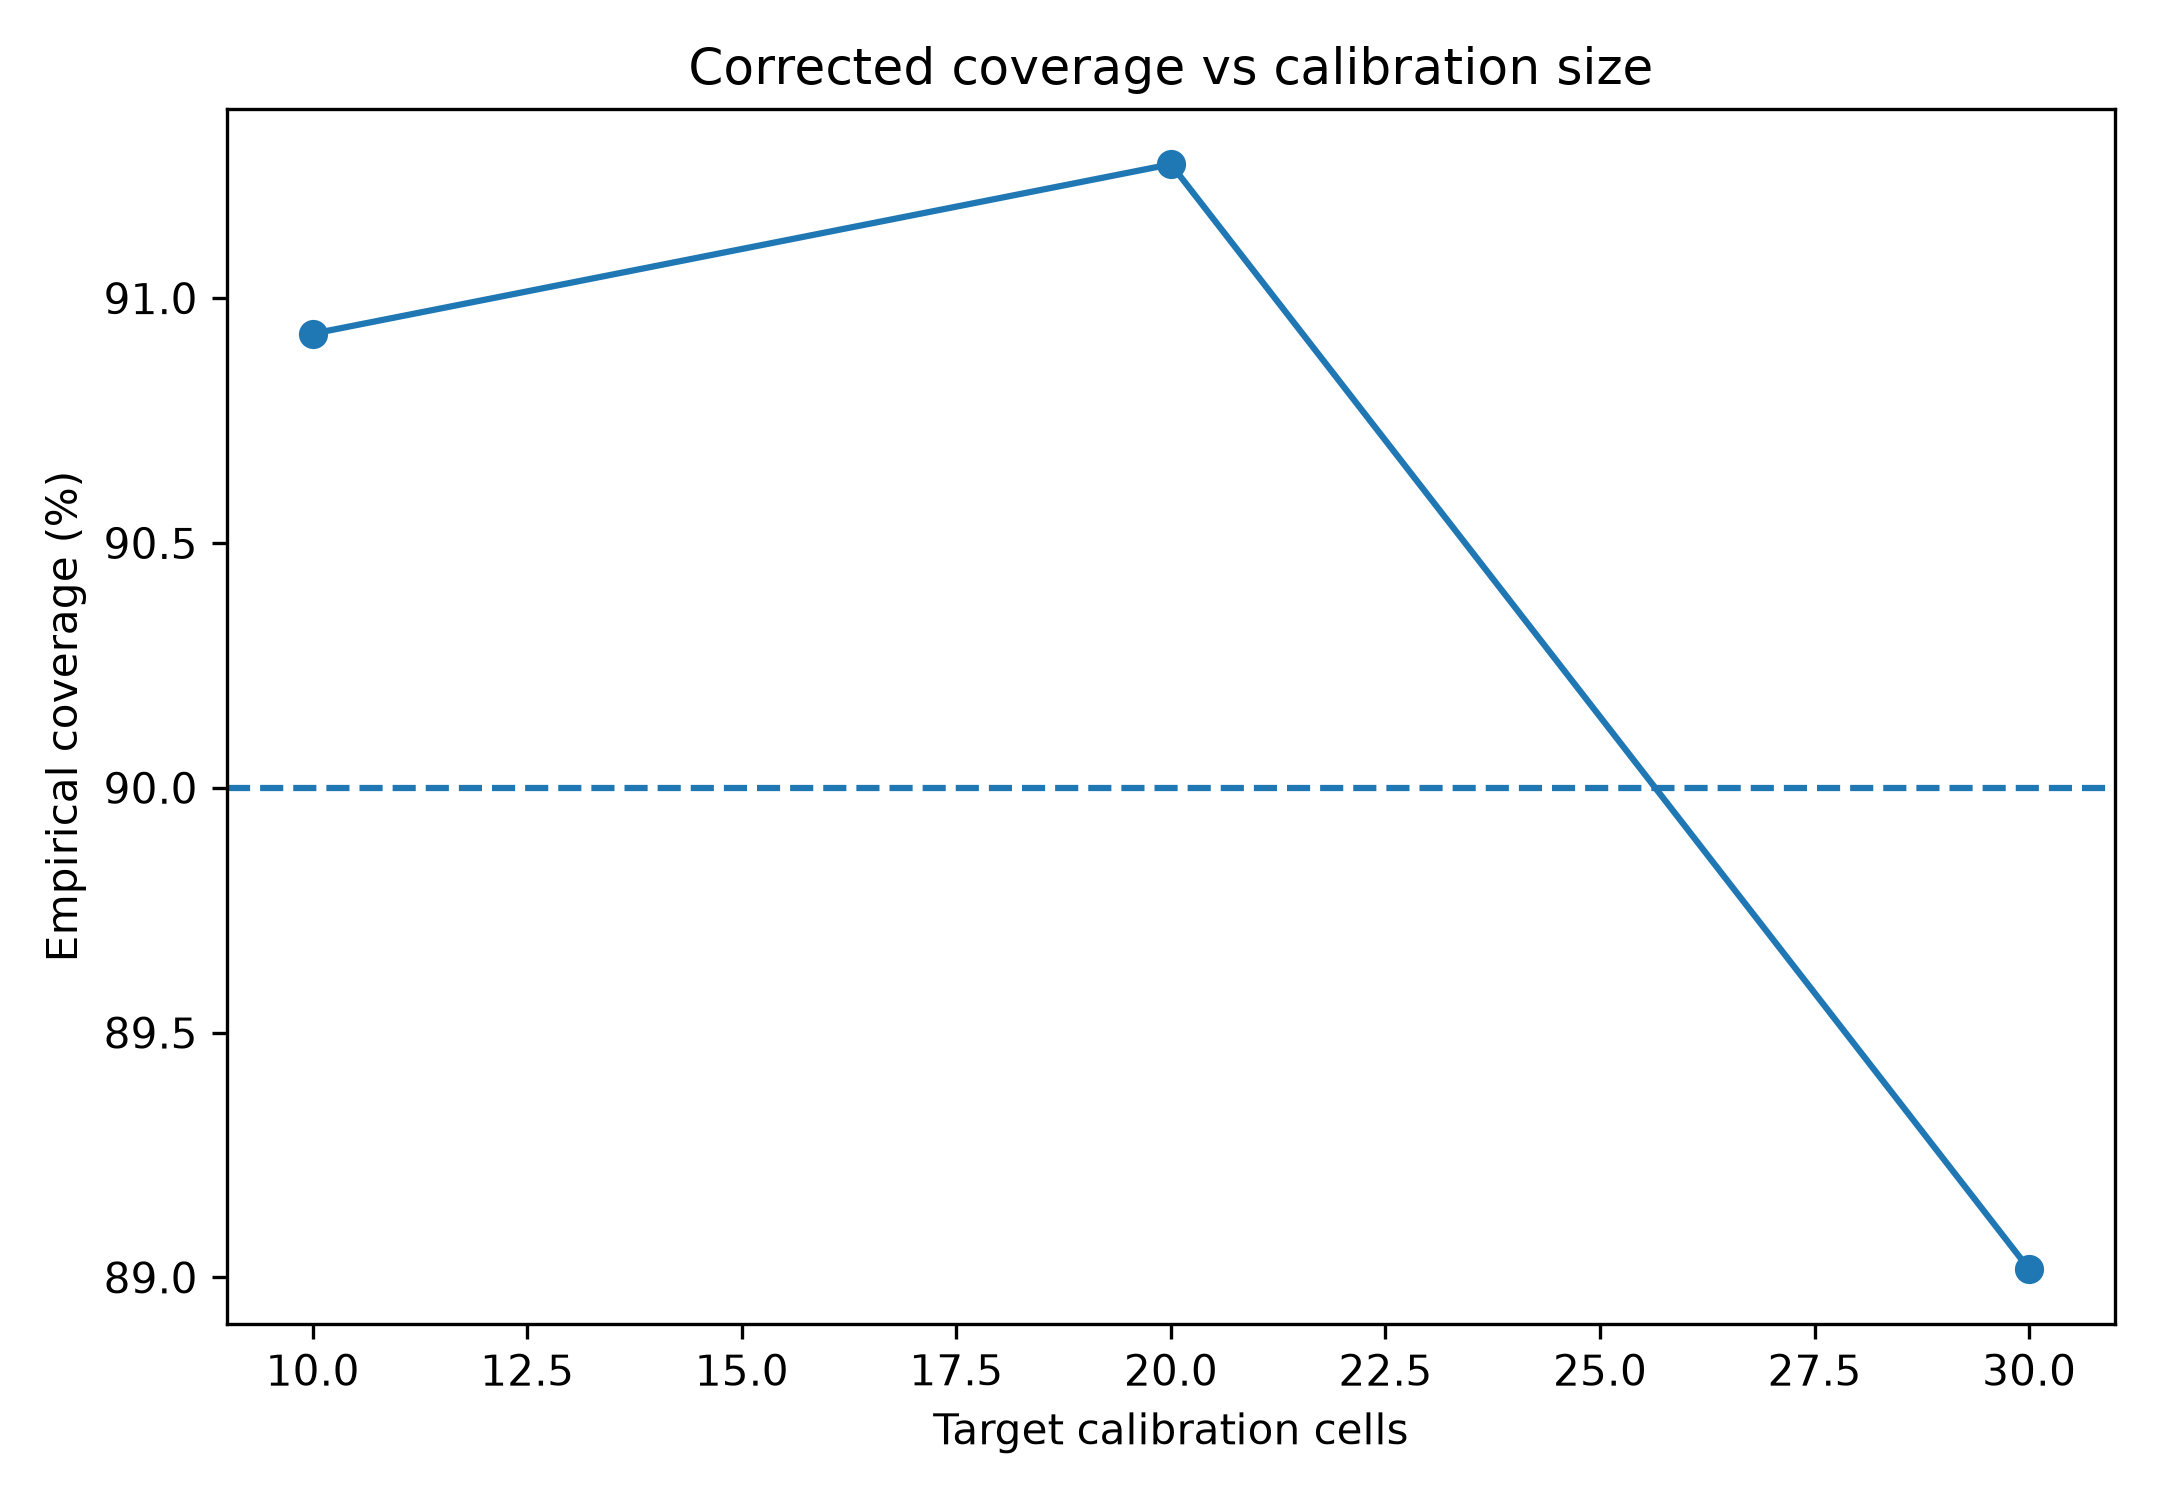 Corrected coverage vs calibration size
Empirical coverage (%)
91.0
90.5
90.0
89.5
89.0
10.0 12.5 15.0 17.5 20.0 22.5 25.0 27.5 30.0
Target calibration cells